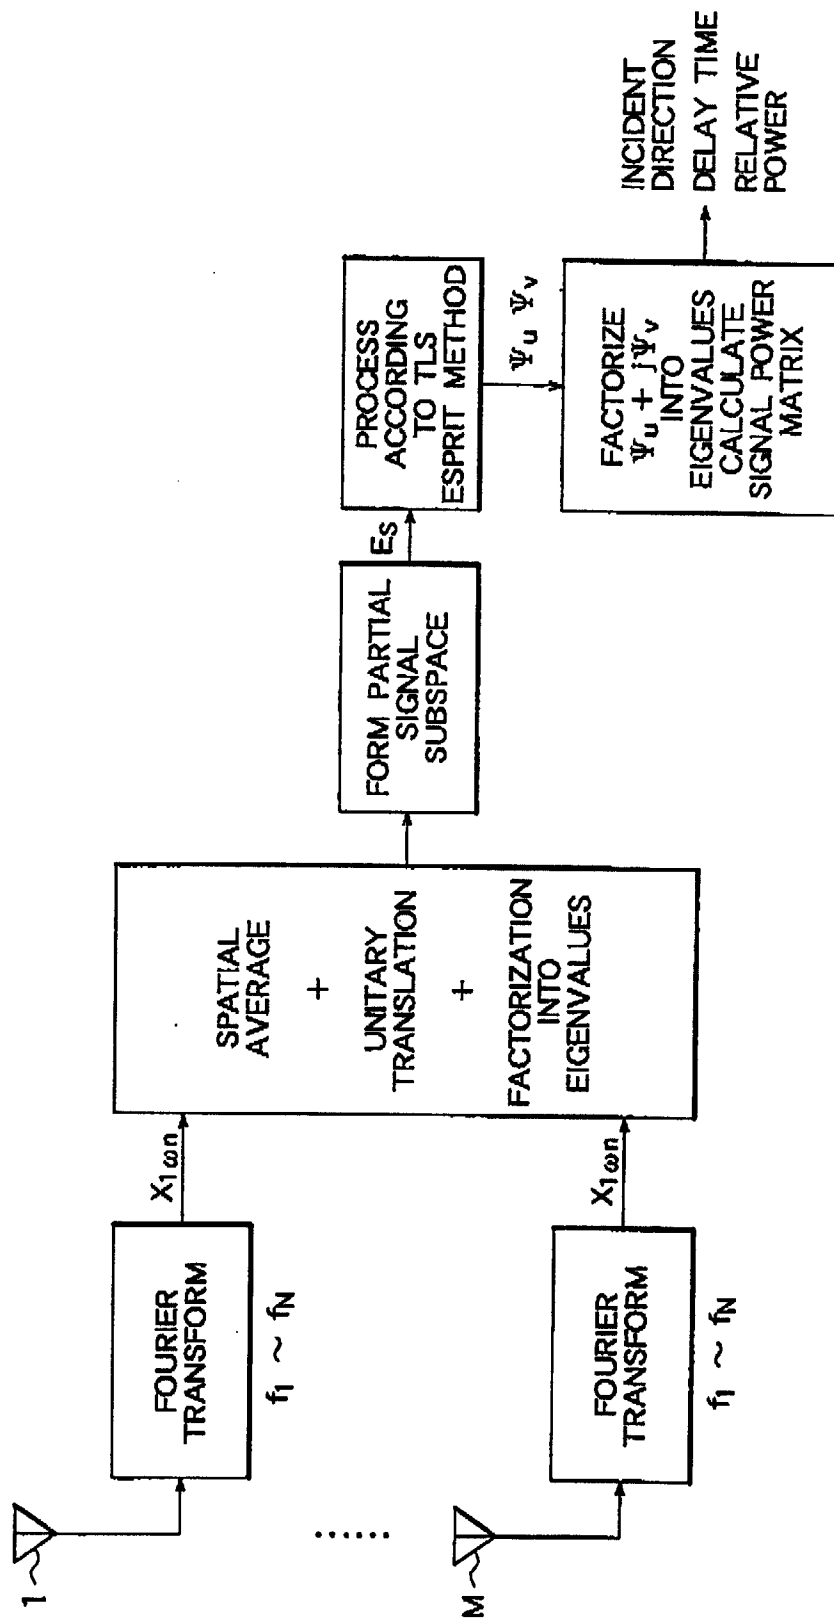 1
FOURIER
TRANSFORM
f1 ~ fN
X1ωn
......
M
FOURIER
TRANSFORM
f1 ~ fN
X1ωn
SPATIAL
AVERAGE
+
UNITARY
TRANSLATION
+
FACTORIZATION
INTO
EIGENVALUES
FORM PARTIAL
SIGNAL
SUBSPACE
ES
PROCESS
ACCORDING
TO TLS
ESPRIT METHOD
Ψu Ψv
FACTORIZE
Ψu + jΨv
INTO
EIGENVALUES
CALCULATE
SIGNAL POWER
MATRIX
INCIDENT
DIRECTION
DELAY TIME
RELATIVE
POWER